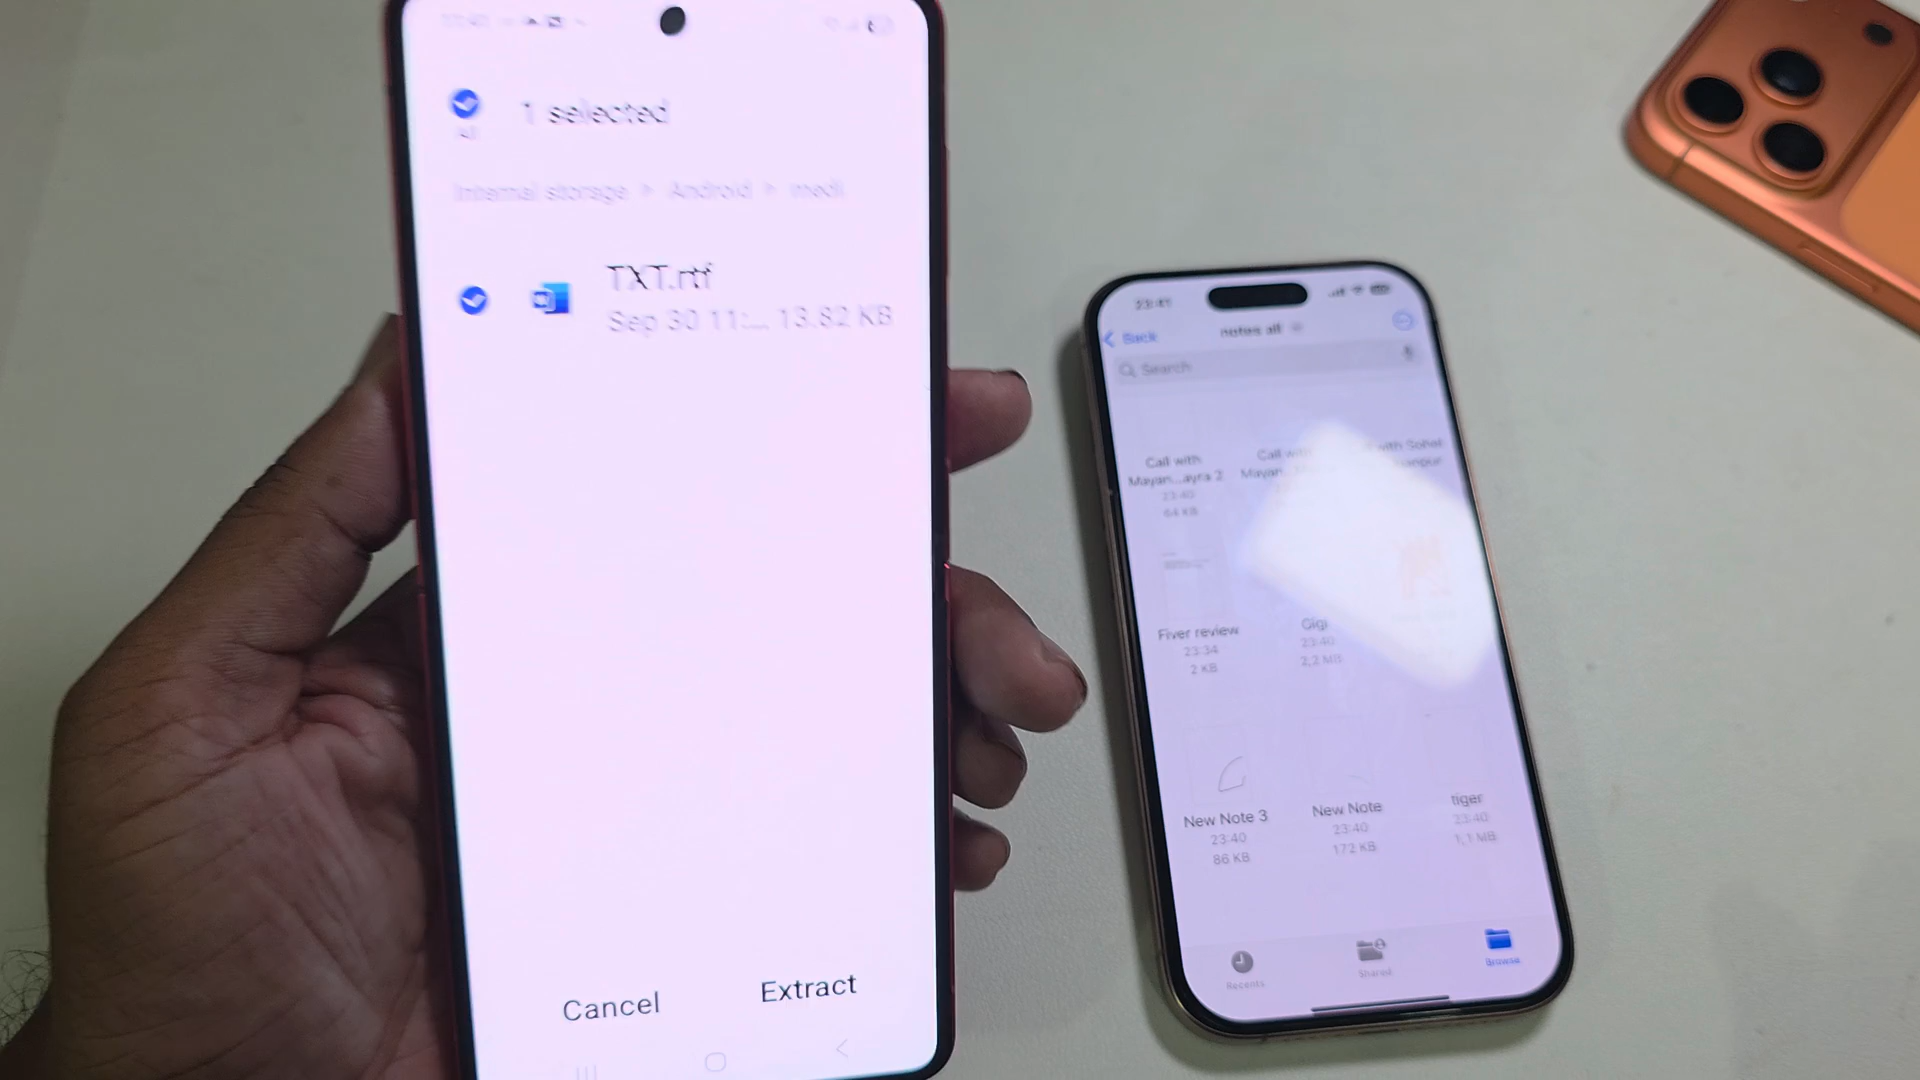 1 selected
All
Internal storage > Android > medi
TXT.rtf
Sep 30 11:... 13.82 KB
Cancel
Extract
23:41
Back
notes all
Search
Call with
Mayan...ayra 2
23:40
64 KB
Call with
Mayan
with Sohel
Fiver review
23:34
2 KB
Gigi
23:40
2,2 MB
New Note 3
23:40
86 KB
New Note
23:40
172 KB
tiger
23:40
1,1 MB
Recents
Shared
Browse